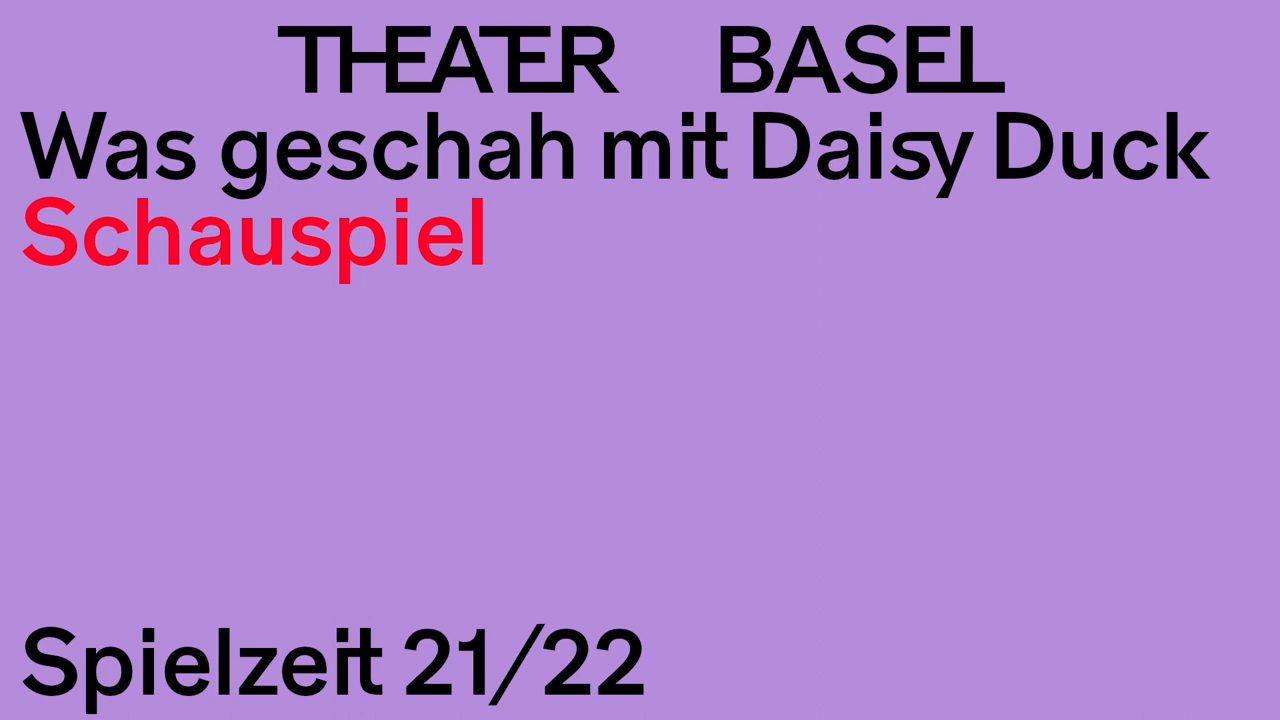 THEATER BASEL
Was geschah mit Daisy Duck
Schauspiel
Spielzeit 21/22